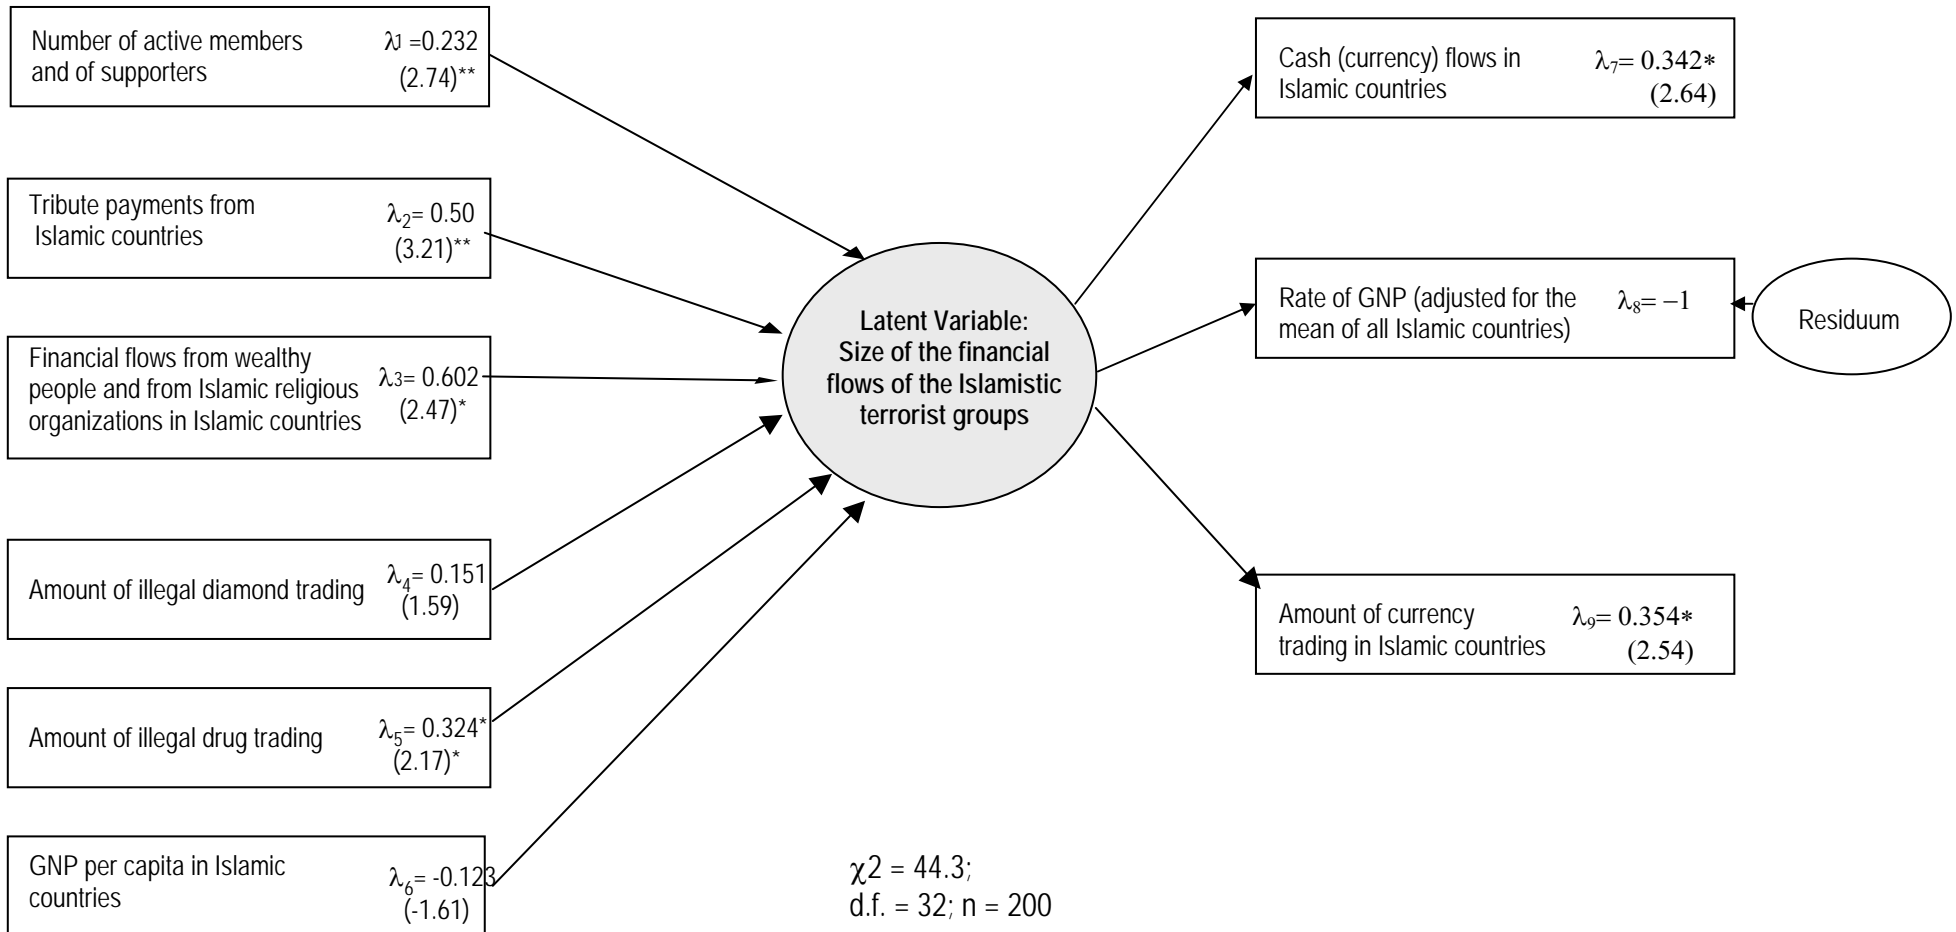 Number of active members
and of supporters
λ1 =0.232
(2.74)**
Tribute payments from
Islamic countries
λ2= 0.50
(3.21)**
Financial flows from wealthy
people and from Islamic religious
organizations in Islamic countries
λ3= 0.602
(2.47)*
Amount of illegal diamond trading
λ4= 0.151
(1.59)
Amount of illegal drug trading
λ5= 0.324*
(2.17)*
GNP per capita in Islamic
countries
λ6= -0.123
(-1.61)
Latent Variable:
Size of the financial
flows of the Islamistic
terrorist groups
χ2 = 44.3;
d.f. = 32; n = 200
Cash (currency) flows in
Islamic countries
λ7= 0.342*
(2.64)
Rate of GNP (adjusted for the
mean of all Islamic countries)
λ8= −1
Residuum
Amount of currency
trading in Islamic countries
λ9= 0.354*
(2.54)